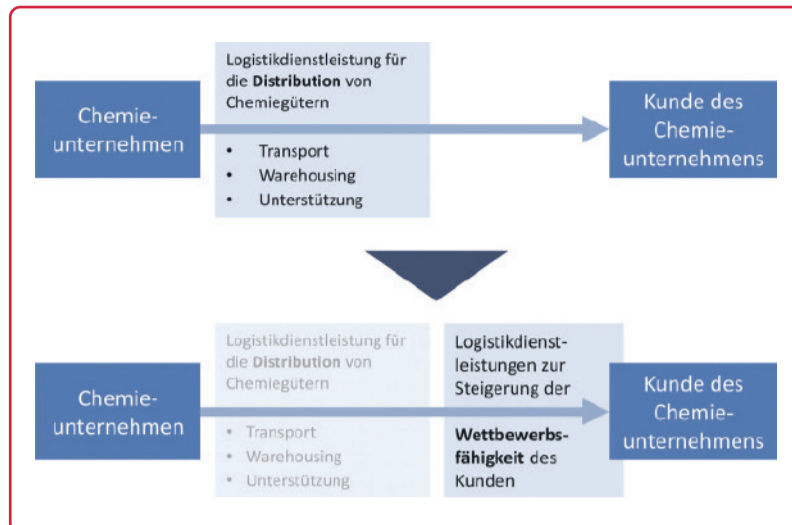 Chemie-
unternehmen
Logistikdienstleistung für
die Distribution von
Chemiegütern
• Transport
• Warehousing
• Unterstützung
Kunde des
Chemie-
unternehmens
Chemie-
unternehmen
Logistikdienstleistung für
die Distribution von
Chemiegütern
• Transport
• Warehousing
• Unterstützung
Logistikdienst-
leistungen zur
Steigerung der
Wettbewerbs-
fähigkeit des
Kunden
Kunde des
Chemie-
unternehmens